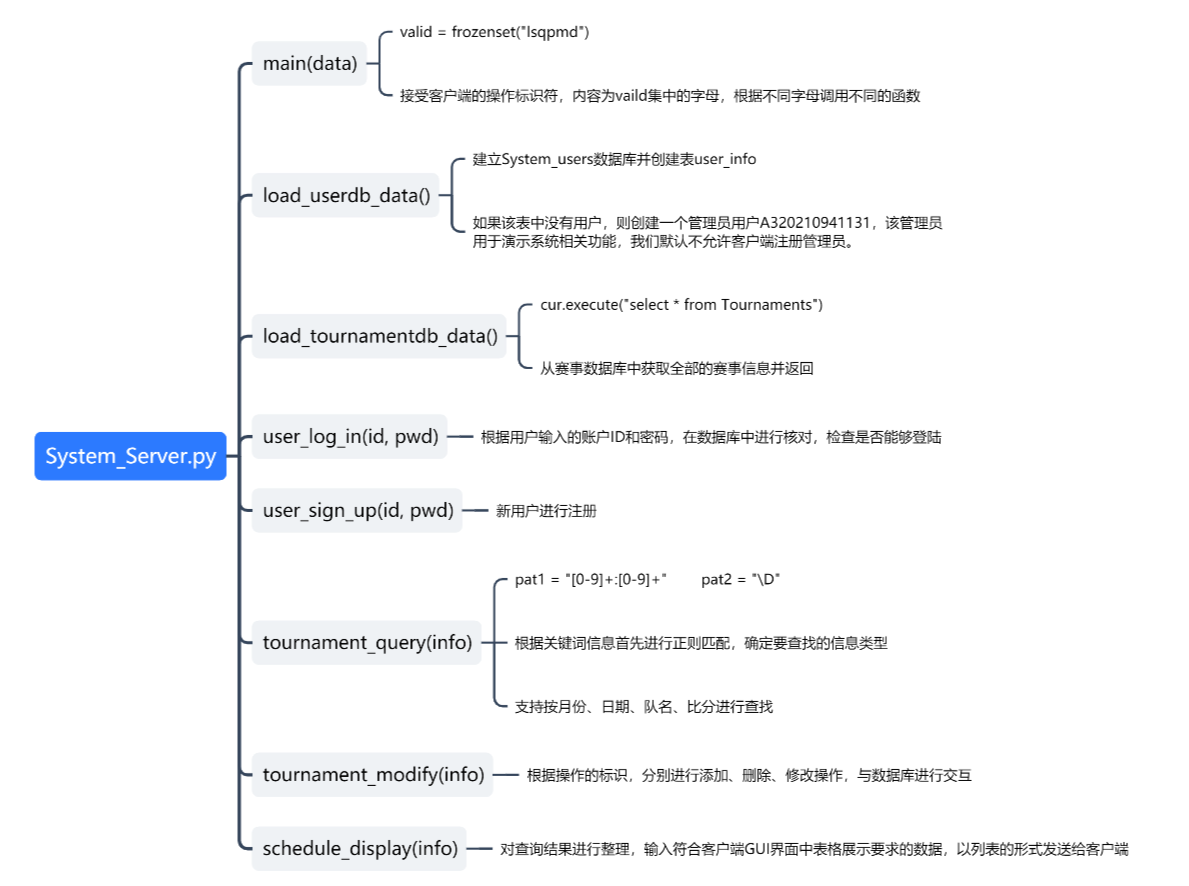 System_Server.py
main(data)
valid = frozenset("lsqpmd")
接受客户端的操作标识符，内容为vaild集中的字母，根据不同字母调用不同的函数
load_userdb_data()
建立System_users数据库并创建表user_info
如果该表中没有用户，则创建一个管理员用户A320210941131，该管理员
用于演示系统相关功能，我们默认不允许客户端注册管理员。
load_tournamentdb_data()
cur.execute("select * from Tournaments")
从赛事数据库中获取全部的赛事信息并返回
user_log_in(id, pwd)
根据用户输入的账户ID和密码，在数据库中进行核对，检查是否能够登陆
user_sign_up(id, pwd)
新用户进行注册
tournament_query(info)
pat1 = "[0-9]+:[0-9]+" pat2 = "\D"
根据关键词信息首先进行正则匹配，确定要查找的信息类型
支持按月份、日期、队名、比分进行查找
tournament_modify(info)
根据操作的标识，分别进行添加、删除、修改操作，与数据库进行交互
schedule_display(info)
对查询结果进行整理，输入符合客户端GUI界面中表格展示要求的数据，以列表的形式发送给客户端